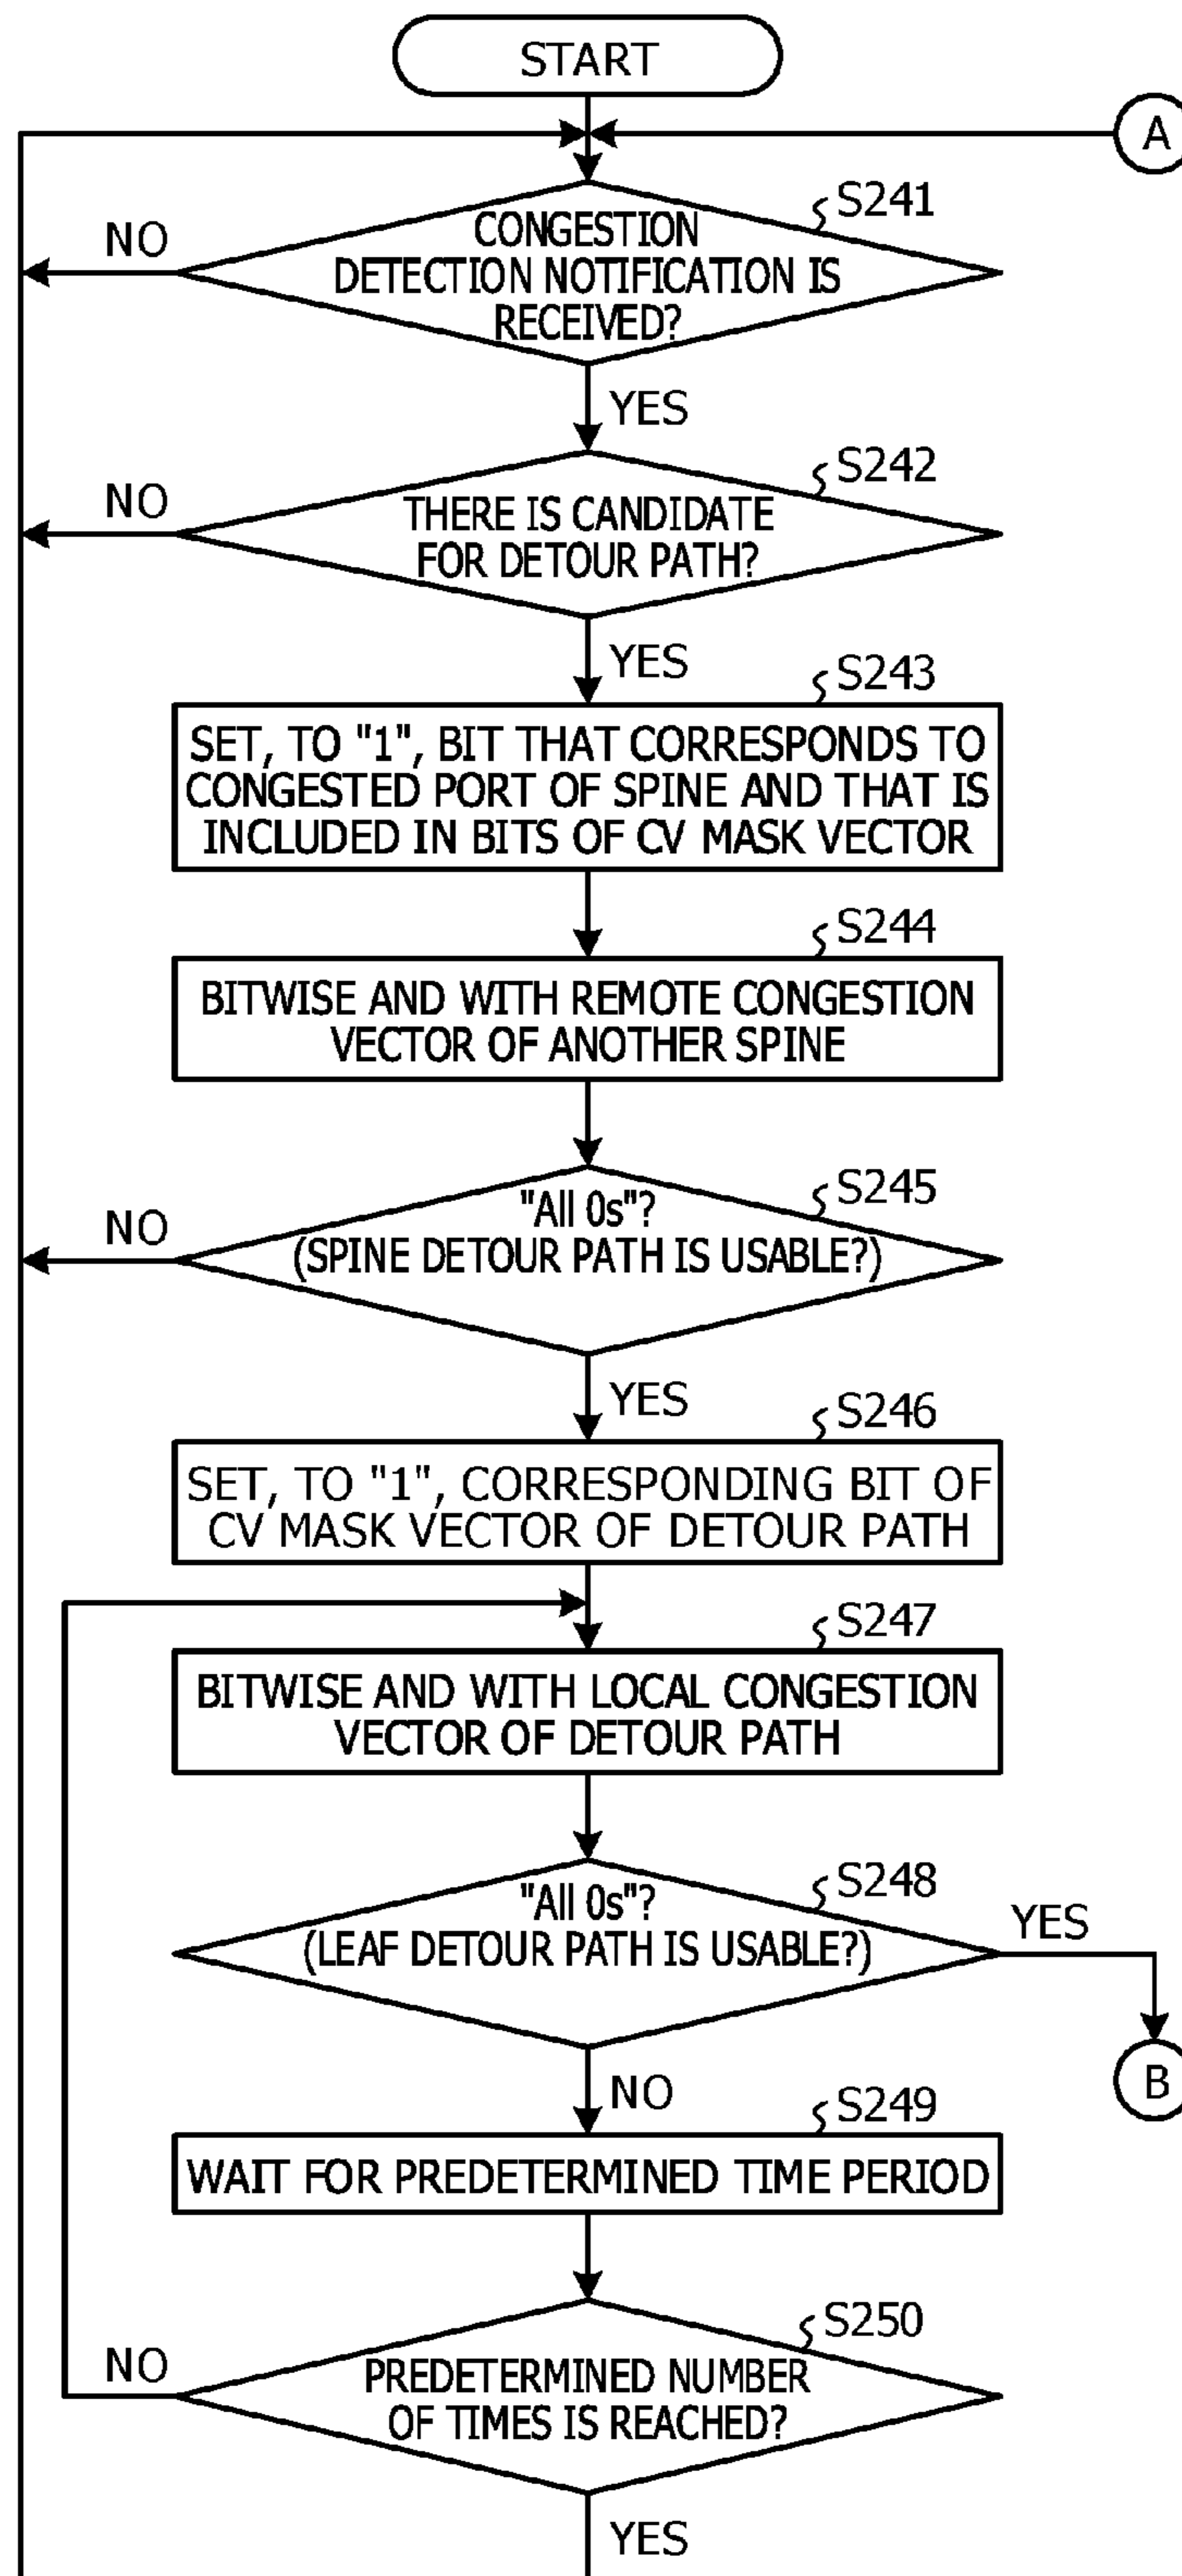 START
A
S241
NO
CONGESTION
DETECTION NOTIFICATION IS
RECEIVED?
YES
S242
NO
THERE IS CANDIDATE
FOR DETOUR PATH?
YES
S243
SET, TO "1", BIT THAT CORRESPONDS TO
CONGESTED PORT OF SPINE AND THAT IS
INCLUDED IN BITS OF CV MASK VECTOR
S244
BITWISE AND WITH REMOTE CONGESTION
VECTOR OF ANOTHER SPINE
S245
NO
"All 0s"?
(SPINE DETOUR PATH IS USABLE?)
YES
S246
SET, TO "1", CORRESPONDING BIT OF
CV MASK VECTOR OF DETOUR PATH
S247
BITWISE AND WITH LOCAL CONGESTION
VECTOR OF DETOUR PATH
S248
"All 0s"?
(LEAF DETOUR PATH IS USABLE?)
YES
B
NO
S249
WAIT FOR PREDETERMINED TIME PERIOD
S250
NO
PREDETERMINED NUMBER
OF TIMES IS REACHED?
YES